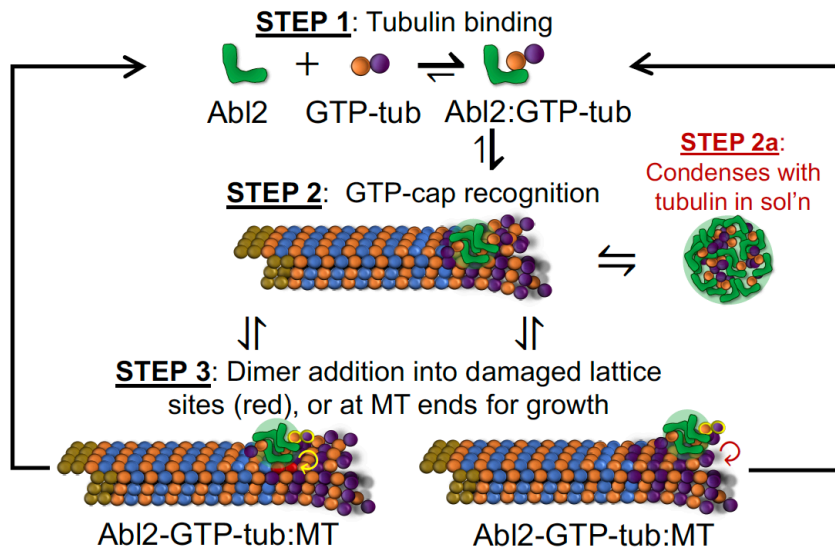 STEP 1: Tubulin binding
Abl2 + GTP-tub Abl2:GTP-tub
STEP 2: GTP-cap recognition
STEP 2a:
Condenses with
tubulin in sol'n
STEP 3: Dimer addition into damaged lattice
sites (red), or at MT ends for growth
Abl2-GTP-tub:MT Abl2-GTP-tub:MT